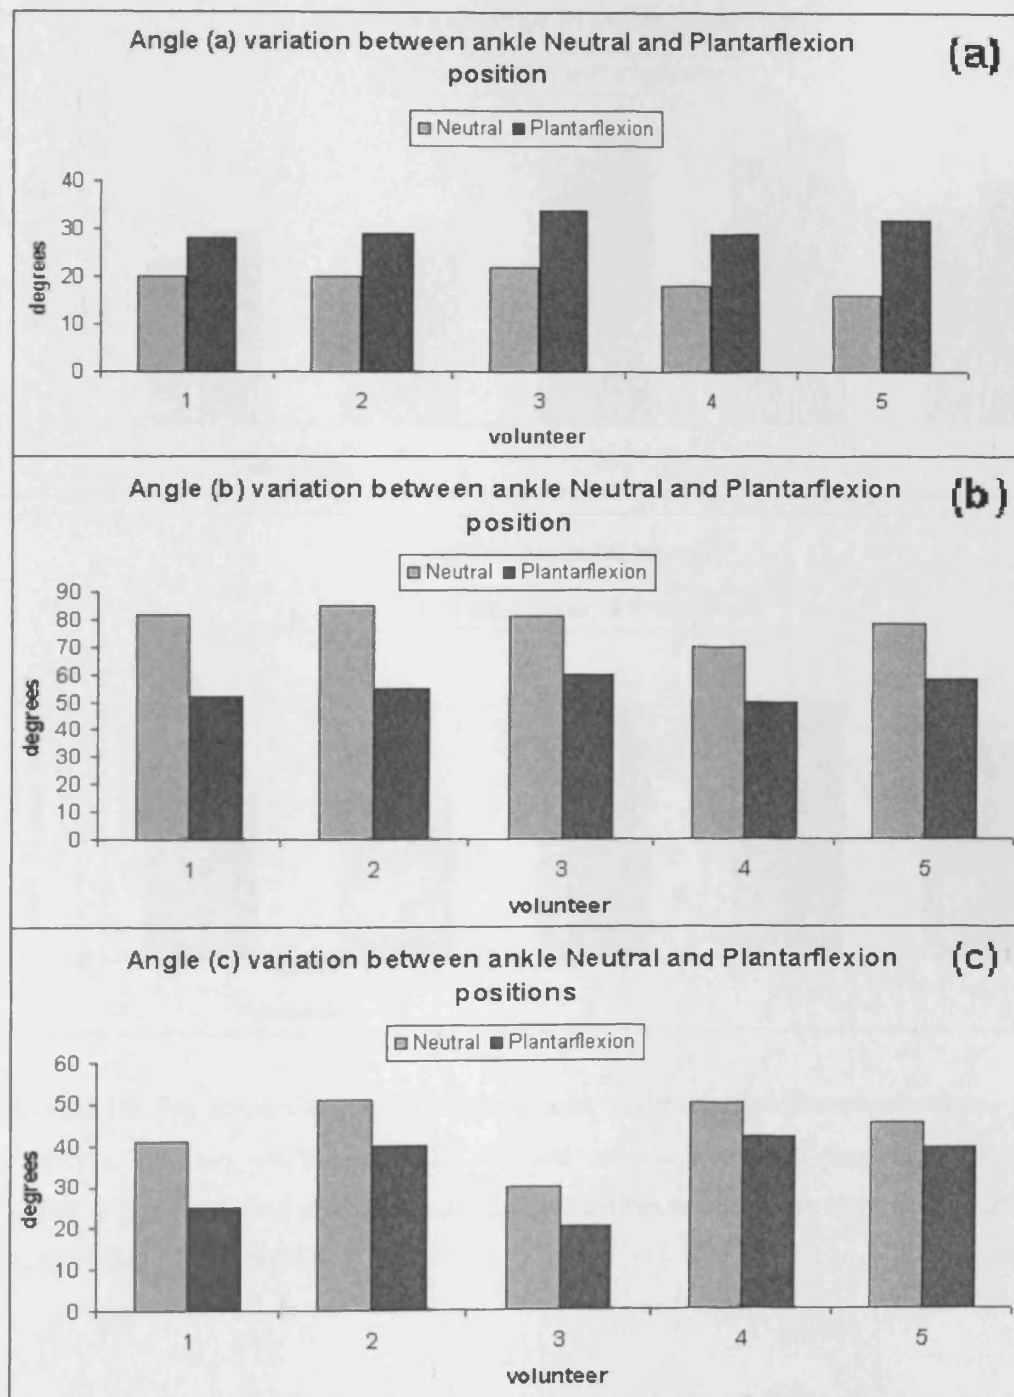 Angle (a) variation between ankle Neutral and Plantarflexion
position
(a)
Neutral Plantarflexion
40
30
20
10
0
degrees
1 2 3 4 5
volunteer
Angle (b) variation between ankle Neutral and Plantarflexion
position
(b)
Neutral Plantarflexion
90
80
70
60
50
40
30
20
10
0
degrees
1 2 3 4 5
volunteer
Angle (c) variation between ankle Neutral and Plantarflexion
positions
(c)
Neutral Plantarflexion
60
50
40
30
20
10
0
degrees
1 2 3 4 5
volunteer